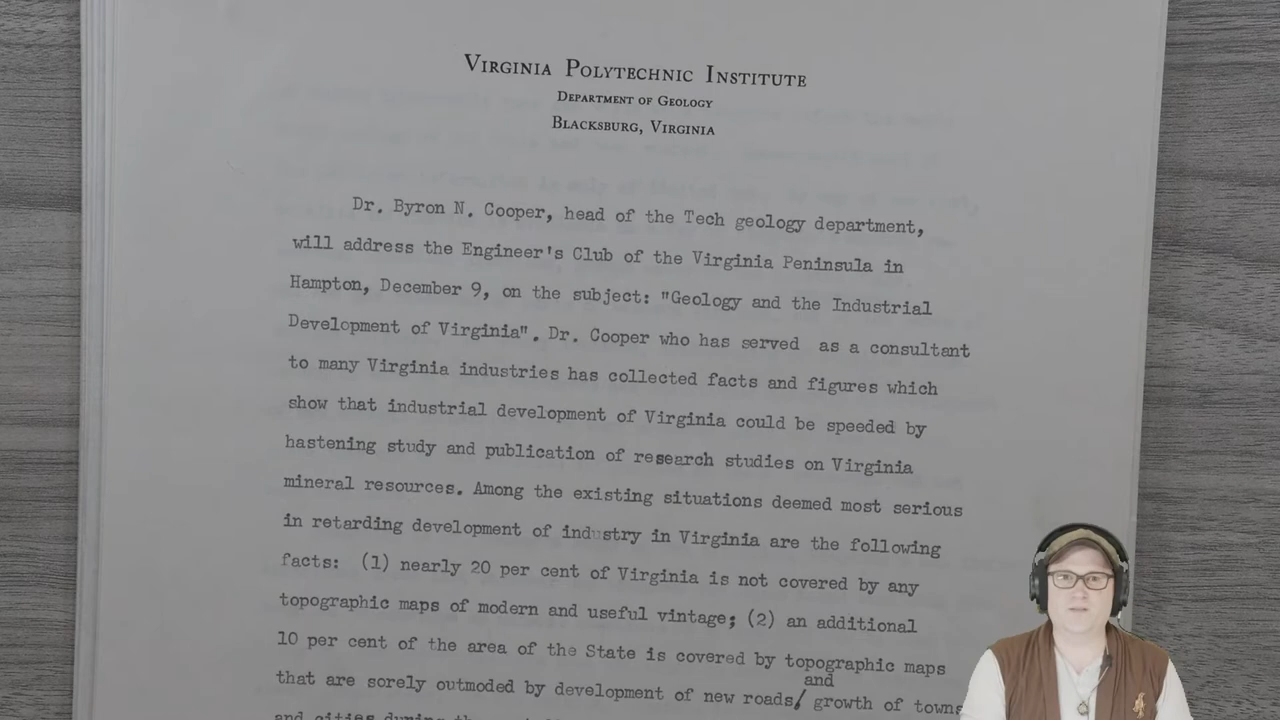 VIRGINIA POLYTECHNIC INSTITUTE
DEPARTMENT OF GEOLOGY
BLACKSBURG, VIRGINIA
Dr. Byron N. Cooper, head of the Tech geology department,
will address the Engineer's Club of the Virginia Peninsula in
Hampton, December 9, on the subject: "Geology and the Industrial
Development of Virginia". Dr. Cooper who has served as a consultant
to many Virginia industries has collected facts and figures which
show that industrial development of Virginia could be speeded by
hastening study and publication of research studies on Virginia
mineral resources. Among the existing situations deemed most serious
in retarding development of industry in Virginia are the following
facts: (1) nearly 20 per cent of Virginia is not covered by any
topographic maps of modern and useful vintage; (2) an additional
10 per cent of the area of the State is covered by topographic maps
and
that are sorely outmoded by development of new roads/ growth of towns
and cities during